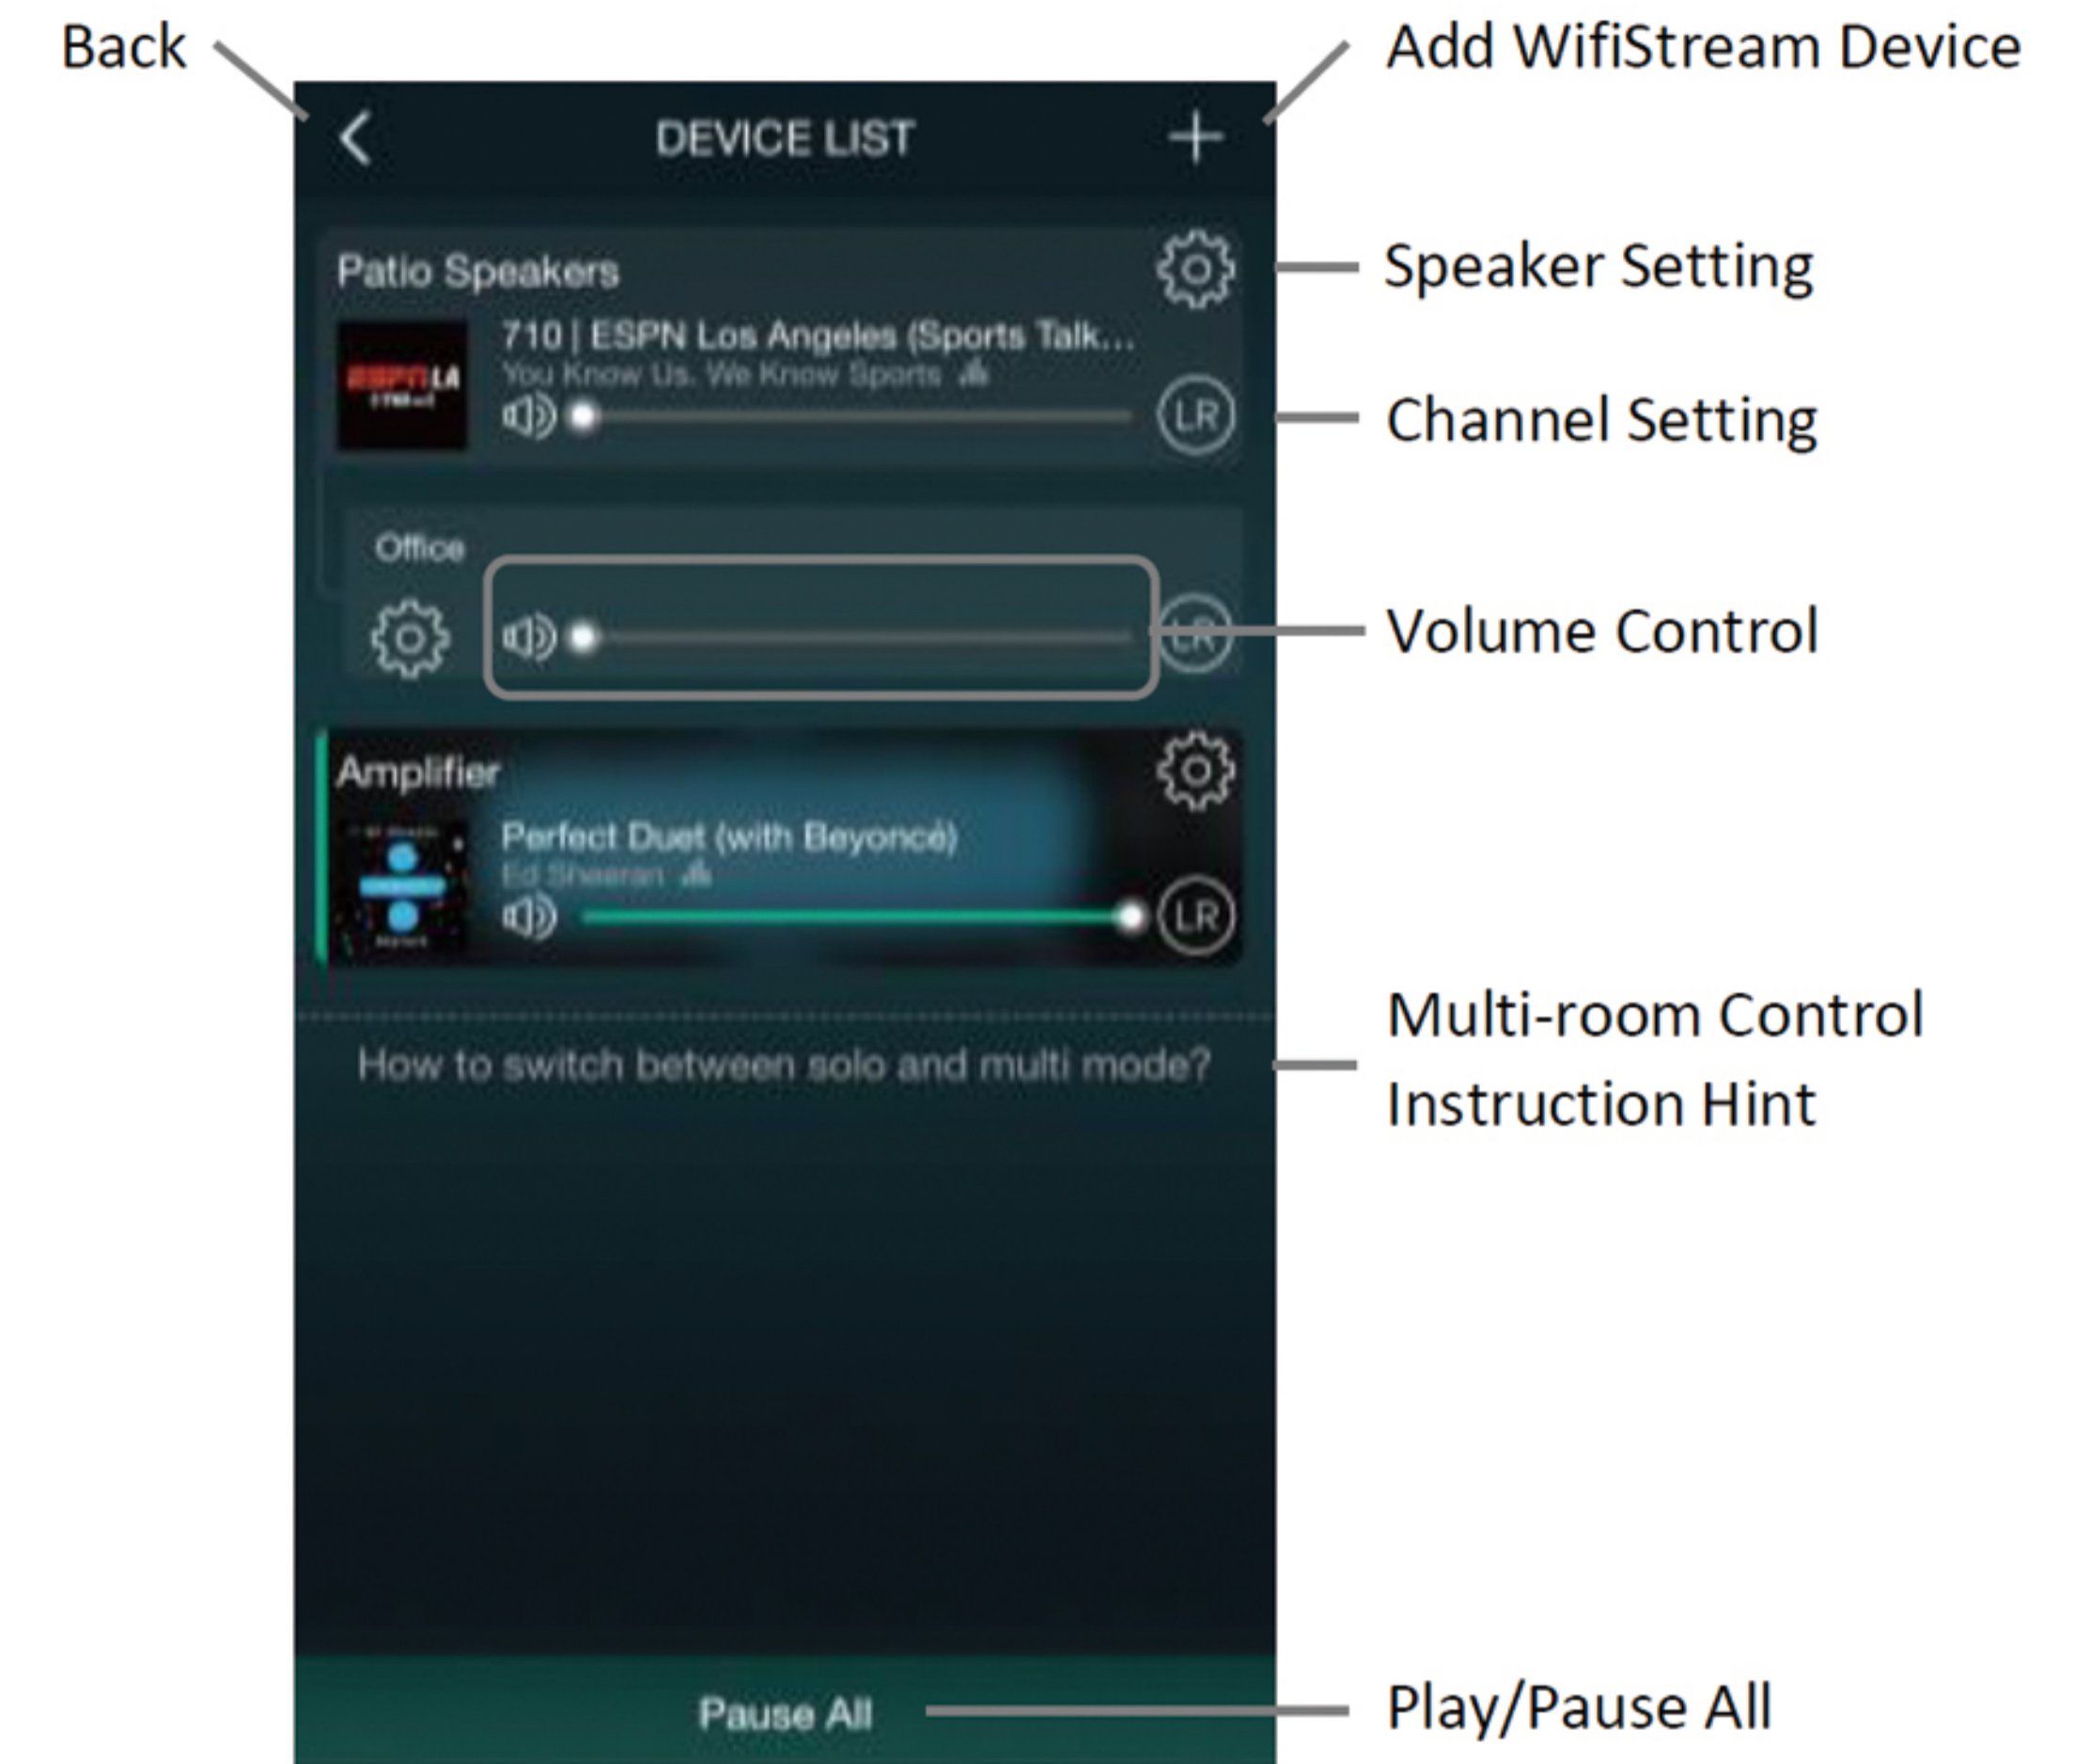 Back
Add WifiStream Device
DEVICE LIST
Patio Speakers
Speaker Setting
710 | ESPN Los Angeles (Sports Talk...
You Know Us. We Know Sports
LA
LR
Channel Setting
Office
LR
Volume Control
Amplifier
Perfect Duet (with Beyoncé)
Ed Sheeran
LR
Multi-room Control
Instruction Hint
How to switch between solo and multi mode?
Pause All
Play/Pause All